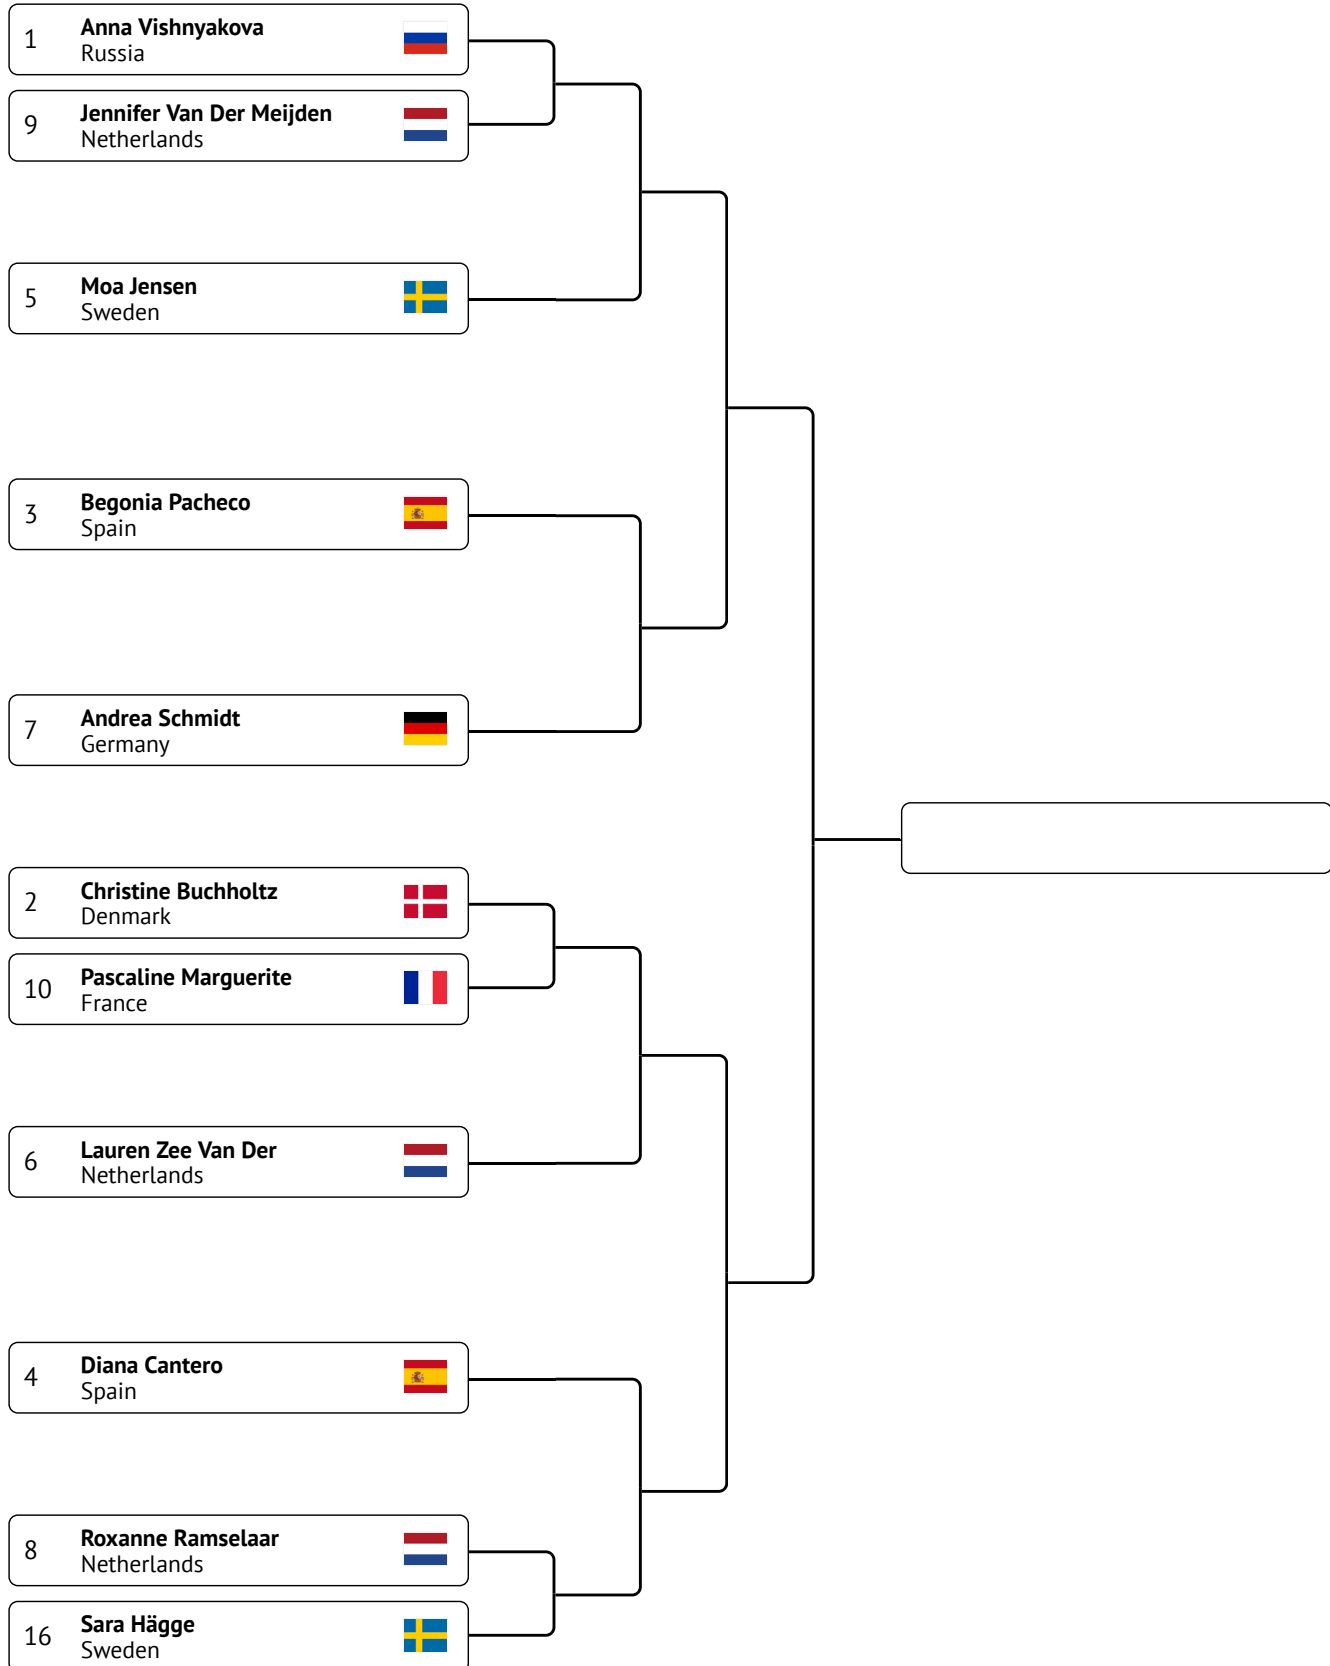 1
Anna Vishnyakova
Russia
9
Jennifer Van Der Meijden
Netherlands
5
Moa Jensen
Sweden
3
Begonia Pacheco
Spain
7
Andrea Schmidt
Germany
2
Christine Buchholtz
Denmark
10
Pascaline Marguerite
France
6
Lauren Zee Van Der
Netherlands
4
Diana Cantero
Spain
8
Roxanne Ramselaar
Netherlands
16
Sara Hägge
Sweden